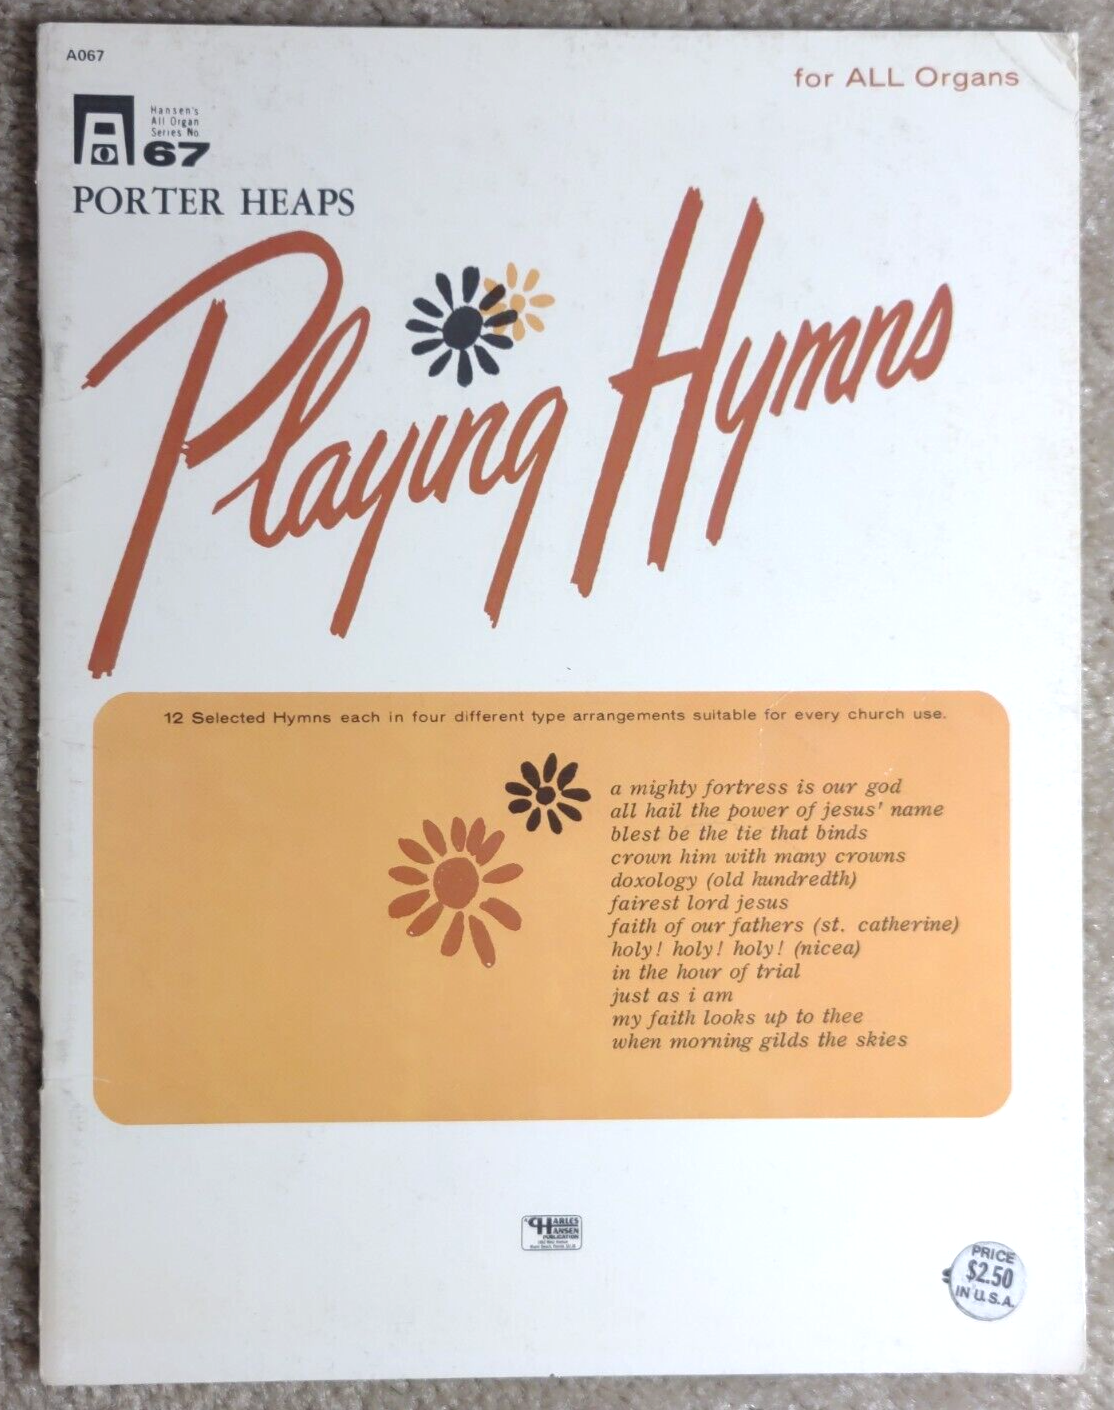 A067
for ALL Organs
Hansen's
All Organ
Series No
67
PORTER HEAPS
Playing Hymns
12 Selected Hymns each in four different type arrangements suitable for every church use.
a mighty fortress is our god
all hail the power of jesus' name
blest be the tie that binds
crown him with many crowns
doxology (old hundredth)
fairest lord jesus
faith of our fathers (st. catherine)
holy! holy! holy! (nicea)
in the hour of trial
just as i am
my faith looks up to thee
when morning gilds the skies
A CHARLES
HANSEN
PUBLICATION
PRICE
$2.50
IN U.S.A.